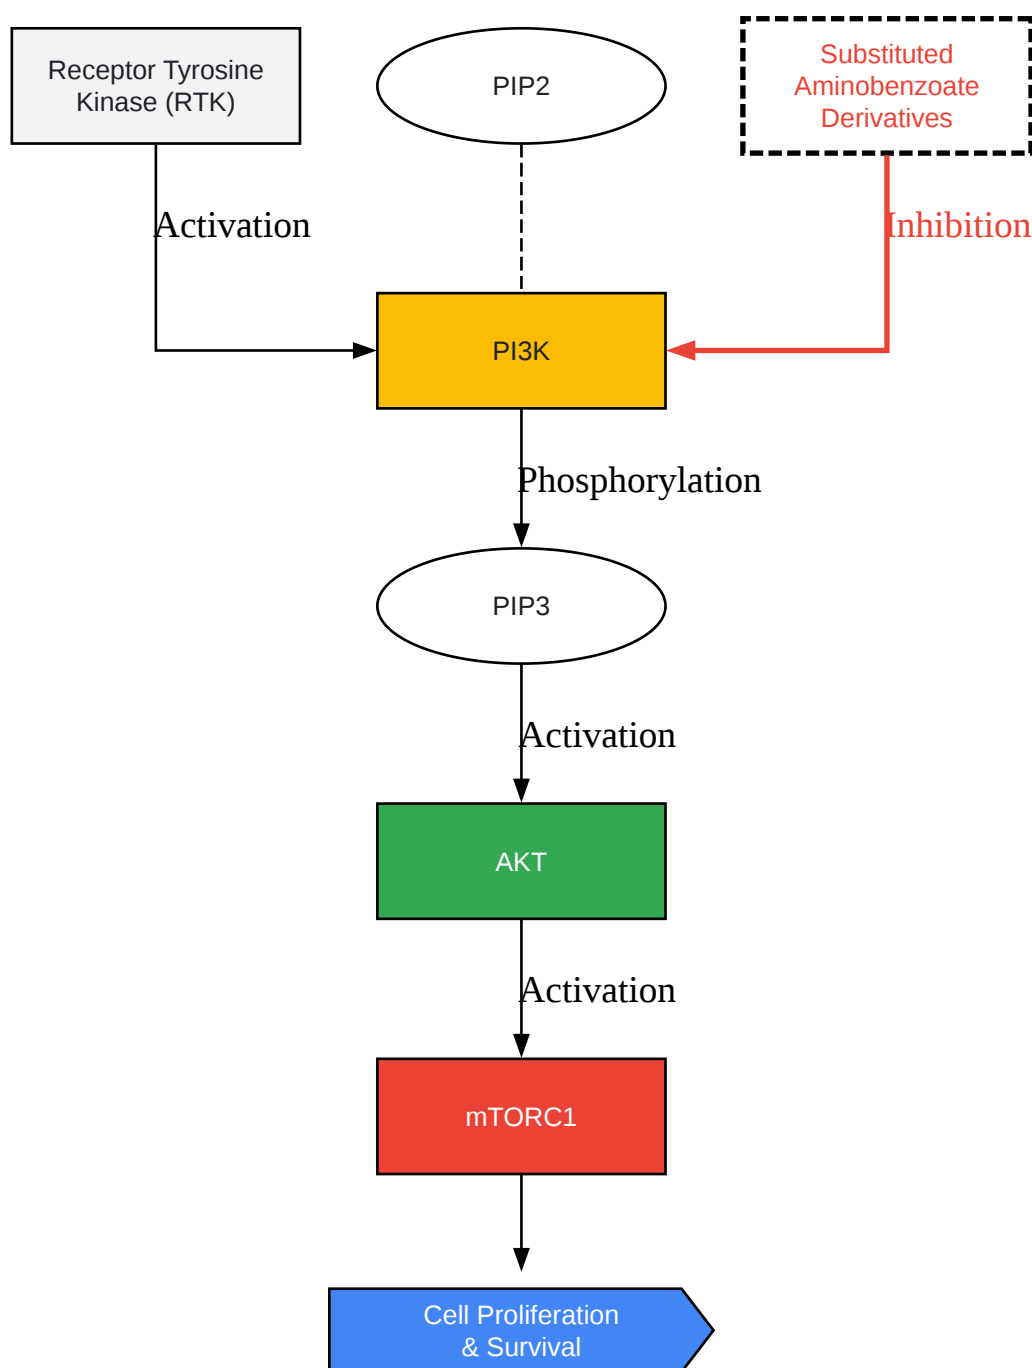 Receptor Tyrosine
Kinase (RTK)
PIP2
Substituted
Aminobenzoate
Derivatives
Activation
Inhibition
PI3K
Phosphorylation
PIP3
Activation
AKT
Activation
mTORC1
Cell Proliferation
& Survival